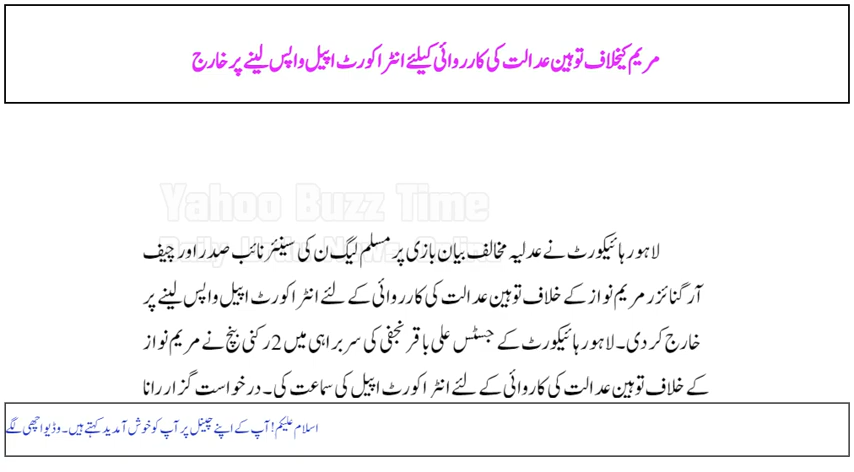 مریم کیخلاف توہین عدالت کی کارروائی کیلئے انٹرا کورٹ اپیل واپس لینے پر خارج
Yahoo Buzz Time
لاہور ہائیکورٹ نے عدلیہ مخالف بیان بازی پر مسلم لیگ ن کی سینئر نائب صدر اور چیف
آرگنائزر مریم نواز کے خلاف توہین عدالت کی کارروائی کے لئے انٹرا کورٹ اپیل واپس لینے پر
خارج کر دی۔ لاہور ہائیکورٹ کے جسٹس علی باقر نجفی کی سربراہی میں 2 رکنی بنچ نے مریم نواز
کے خلاف توہین عدالت کی کاروائی کے لئے انٹرا کورٹ اپیل کی سماعت کی۔ درخواست گزار رانا
اسلام علیکم! آپ کے اپنے چینل پر آپ کو خوش آمدید کہتے ہیں۔ وڈیو اچھی لگے